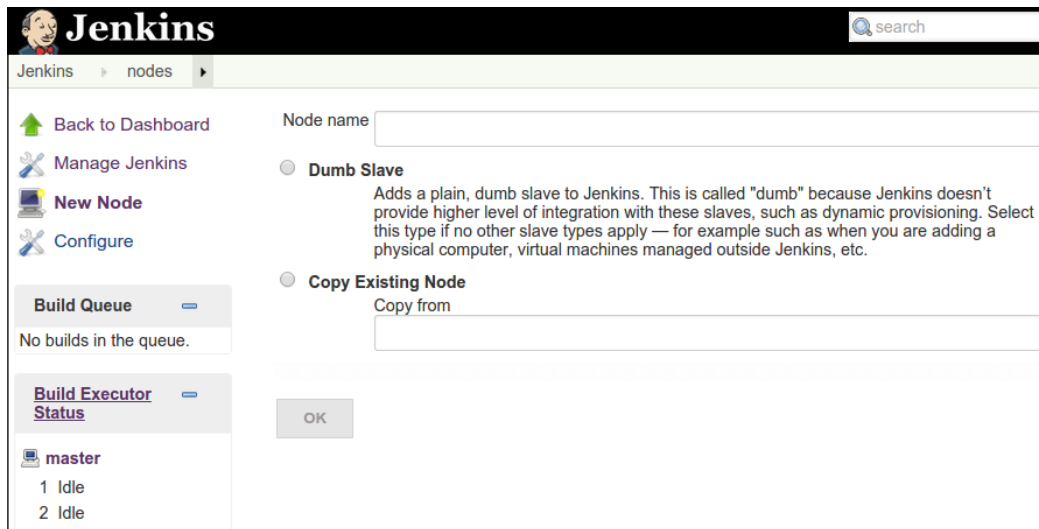 Jenkins
search
Jenkins
nodes
Back to Dashboard
Manage Jenkins
New Node
Configure
Build Queue
No builds in the queue.
Build Executor
Status
master
1 Idle
2 Idle
Node name
Dumb Slave
Adds a plain, dumb slave to Jenkins. This is called "dumb" because Jenkins doesn't
provide higher level of integration with these slaves, such as dynamic provisioning. Select
this type if no other slave types apply — for example such as when you are adding a
physical computer, virtual machines managed outside Jenkins, etc.
Copy Existing Node
Copy from
OK